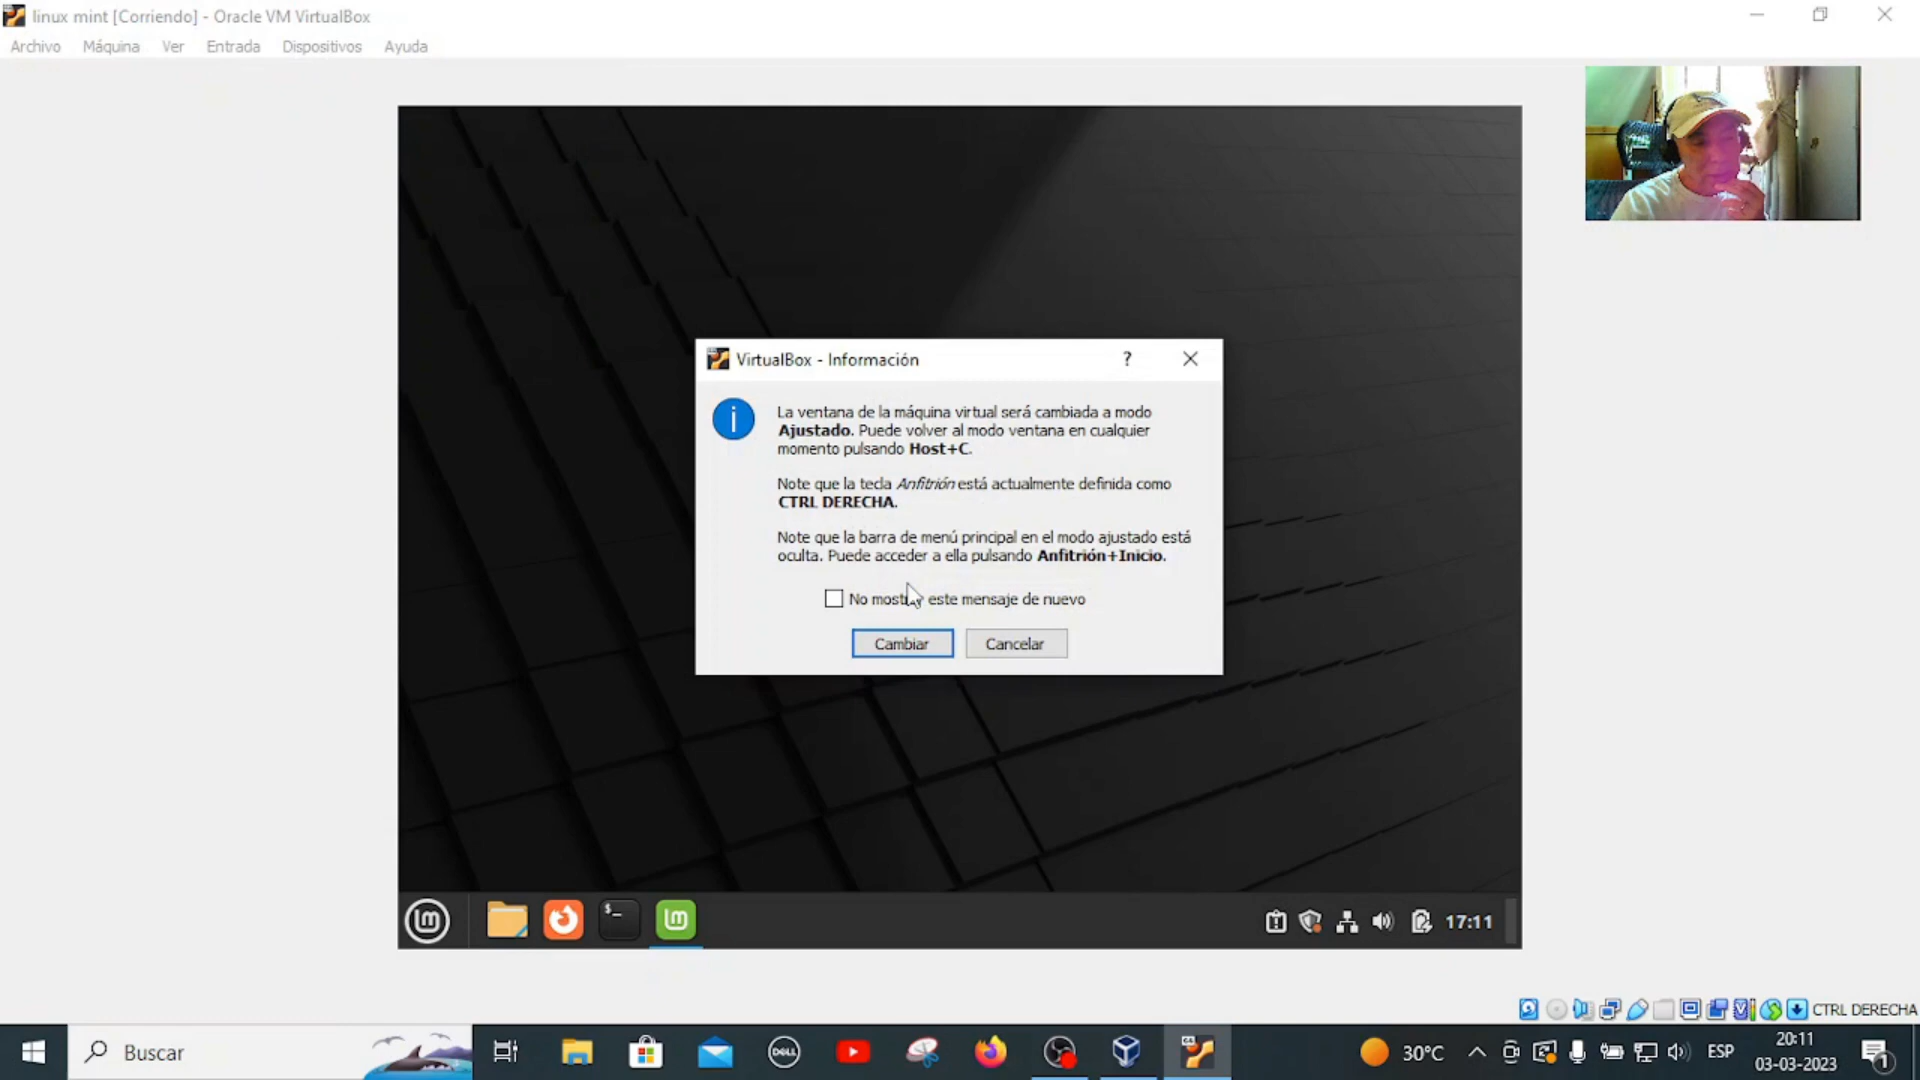 linux mint [Corriendo] - Oracle VM VirtualBox
Archivo Máquina Ver Entrada Dispositivos Ayuda
VirtualBox - Información
?
La ventana de la máquina virtual será cambiada a modo
Ajustado. Puede volver al modo ventana en cualquier
momento pulsando Host+C.
Note que la tecla Anfitrión está actualmente definida como
CTRL DERECHA.
Note que la barra de menú principal en el modo ajustado está
oculta. Puede acceder a ella pulsando Anfitrión+Inicio.
No mostrar este mensaje de nuevo
Cambiar Cancelar
$_
17:11
CTRL DERECHA
Buscar
DELL
30°C
ESP
20:11
03-03-2023
1